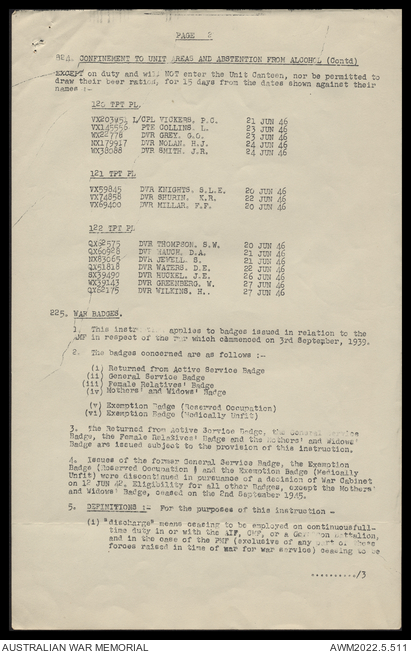 PAGE 2
CONFINEMENT TO UNIT AREAS AND ABSTENTION FROM ALCOHOL (Contd)
EXCEPT on duty and will NOT enter the Unit Canteen, nor be permitted to
draw their beer ration, for 15 days from the dates shown against their
names :-
120 TPT PL.
L/CPL VICKERS, P.C. 21 JUN 46
VX145556 PTE COLLINS. L. 23 JUN 46
WX22778 DVR GREY. G.O. 23 JUN 46
NX179917 DVR NOLAN. H.J. 24 JUN 46
WX38088 DVR SMITH. J.R. 24 JUN 46
121 TPT PL
VX59845 DVR KNIGHTS. S.L.E. 20 JUN 46
VX74858 DVR SHURIN. K.R. 22 JUN 46
VX69400 DVR MILLAR. F.F. 20 JUN 46
122 TPT PL
QX62575 DVR THOMPSON. S.W. 20 JUN 46
QX60928 DVR HAUCH. D.A. 21 JUN 46
NX83065 DVR JEWELL. S. 21 JUN 46
QX51818 DVR WATERS. D.E. 22 JUN 46
SX39490 DVR HUCKEL. J.E. 26 JUN 46
WX39143 DVR GREENBERG. W. 27 JUN 46
QX62175 DVR WILKINS. H.. 27 JUN 46
225. WAR BADGES.
1. This applies to badges issued in relation to the
AMF in respect of the war which commenced on 3rd September, 1939.
2. The badges concerned are as follows :-
(i) Returned from Active Service Badge
(ii) General Service Badge
(iii) Female Relatives' Badge
(iv) Mothers' and Widows' Badge
(v) Exemption Badge (Reserved Occupation)
(vi) Exemption Badge (Medically Unfit)
3. The Returned from Active Service Badge, the General Service
Badge, the Female Relatives' Badge and the Mothers' and Widows'
Badge are issued subject to the provision of this instruction.
4. Issues of the former General Service Badge, the Exemption
Badge (Reserved Occupation) and the Exemption Badge (Medically
Unfit) were discontinued in pursuance of a decision of War Cabinet
on 12 JUN 42. Eligibility for all other Badges, except the Mothers'
and Widows' Badge, ceased on the 2nd September 1945.
5. DEFINITIONS :- For the purposes of this instruction -
(i) "discharge" means ceasing to be employed on continuousfull-
time duty in or with the AIF, CMF, or a Garrison Battalion,
and in the case of the PMF (exclusive of any part of those
forces raised in time of war for war service) ceasing to be
........../3
AUSTRALIAN WAR MEMORIAL
AWM2022.5.511